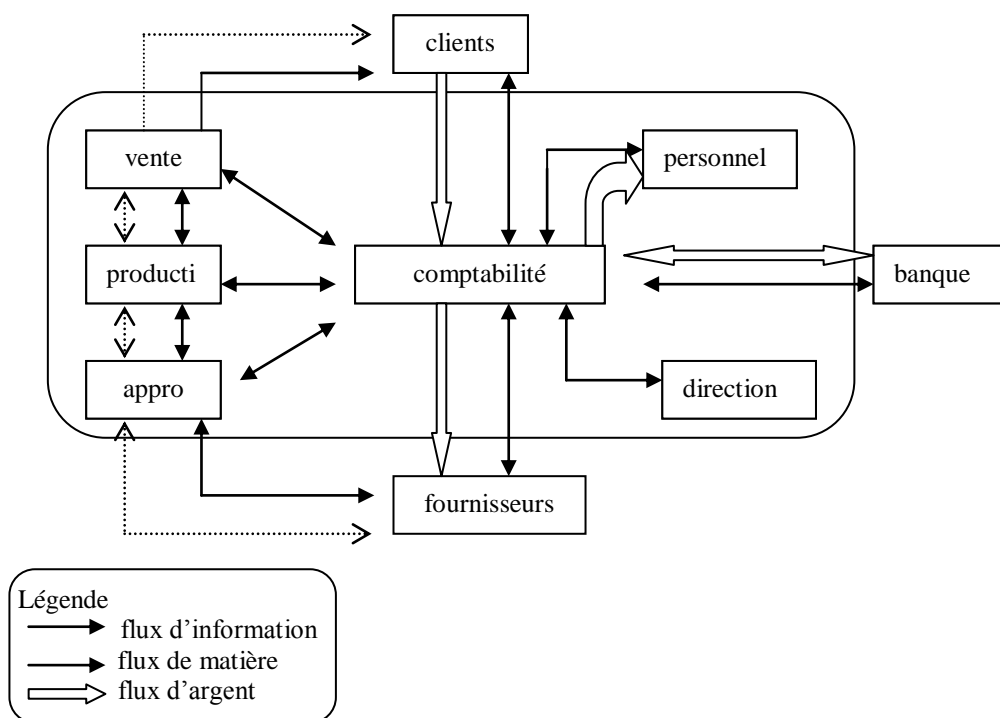 clients
vente
personnel
producti
comptabilité
banque
appro
direction
fournisseurs
Légende
flux d’information
flux de matière
flux d’argent